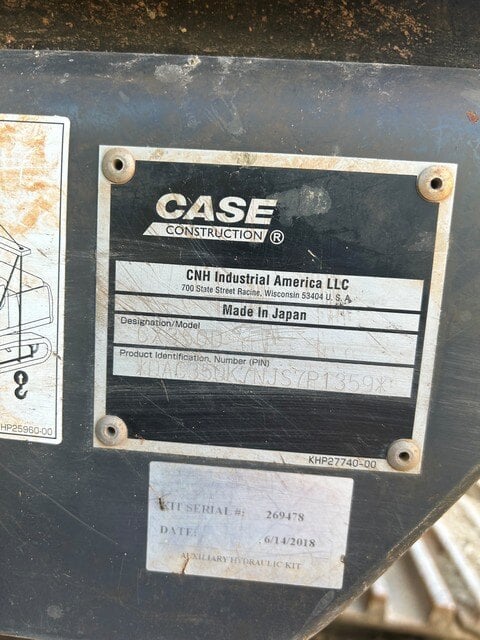 CASE
CONSTRUCTION ®
CNH Industrial America LLC
700 State Street Racine, Wisconsin 53404 U. S. A.
Made In Japan
Designation/Model
Product Identification Number (PIN)
KHP27740-00
HP25960-00
KIT SERIAL #: 269478
DATE: 6/14/2018
AUXILIARY HYDRAULIC KIT